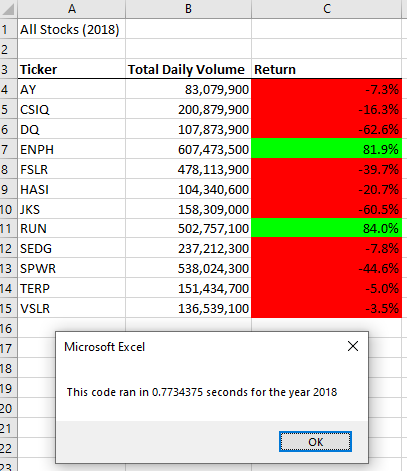 A B C
1 All Stocks (2018)
2
3 Ticker Total Daily Volume Return
4 AY 83,079,900 -7.3%
5 CSIQ 200,879,900 -16.3%
6 DQ 107,873,900 -62.6%
7 ENPH 607,473,500 81.9%
8 FSLR 478,113,900 -39.7%
9 HASI 104,340,600 -20.7%
10 JKS 158,309,000 -60.5%
11 RUN 502,757,100 84.0%
12 SEDG 237,212,300 -7.8%
13 SPWR 538,024,300 -44.6%
14 TERP 151,434,700 -5.0%
15 VSLR 136,539,100 -3.5%
16
17
18
19
20
21
22
23
Microsoft Excel
This code ran in 0.7734375 seconds for the year 2018
OK